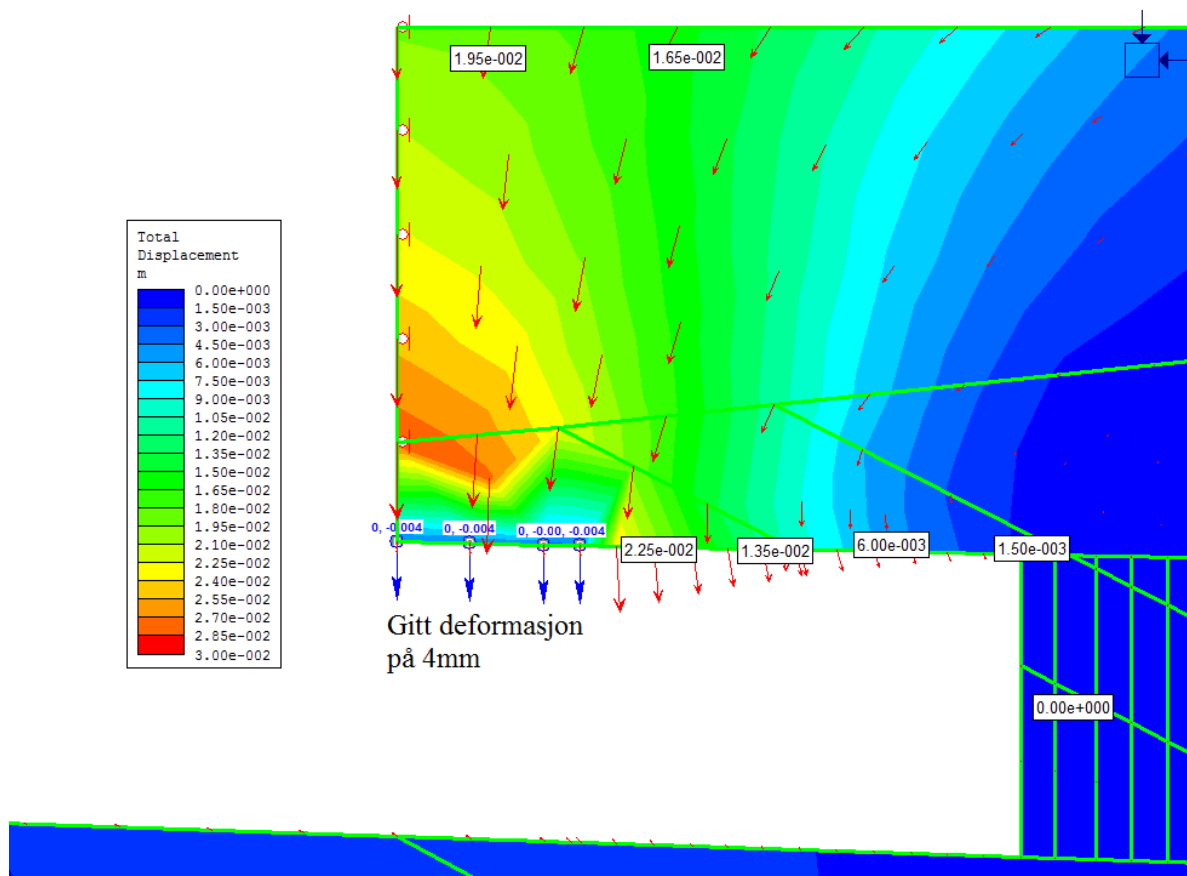 1.95e-002
1.65e-002
Total
Displacement
m
0.00e+000
1.50e-003
3.00e-003
4.50e-003
6.00e-003
7.50e-003
9.00e-003
1.05e-002
1.20e-002
1.35e-002
1.50e-002
1.65e-002
1.80e-002
1.95e-002
2.10e-002
2.25e-002
2.40e-002
2.55e-002
2.70e-002
2.85e-002
3.00e-002
0, -0.004
0, -0.004
0, -0.00
-0.004
2.25e-002
1.35e-002
6.00e-003
1.50e-003
Gitt deformasjon
på 4mm
0.00e+000